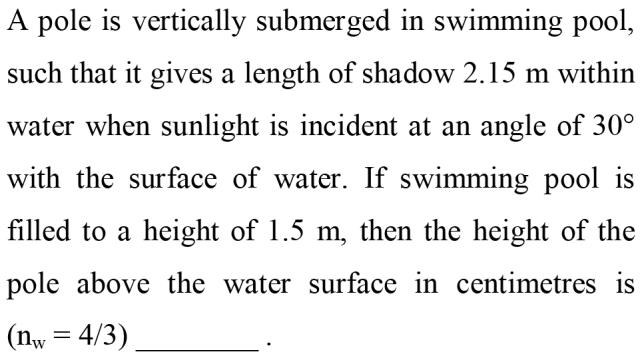 A pole is vertically submerged in swimming pool,
such that it gives a length of shadow 2.15 m within
water when sunlight is incident at an angle of 30°
with the surface of water. If swimming pool is
filled to a height of 1.5 m, then the height of the
pole above the water surface in centimetres is
(n_w = 4/3) ________ .